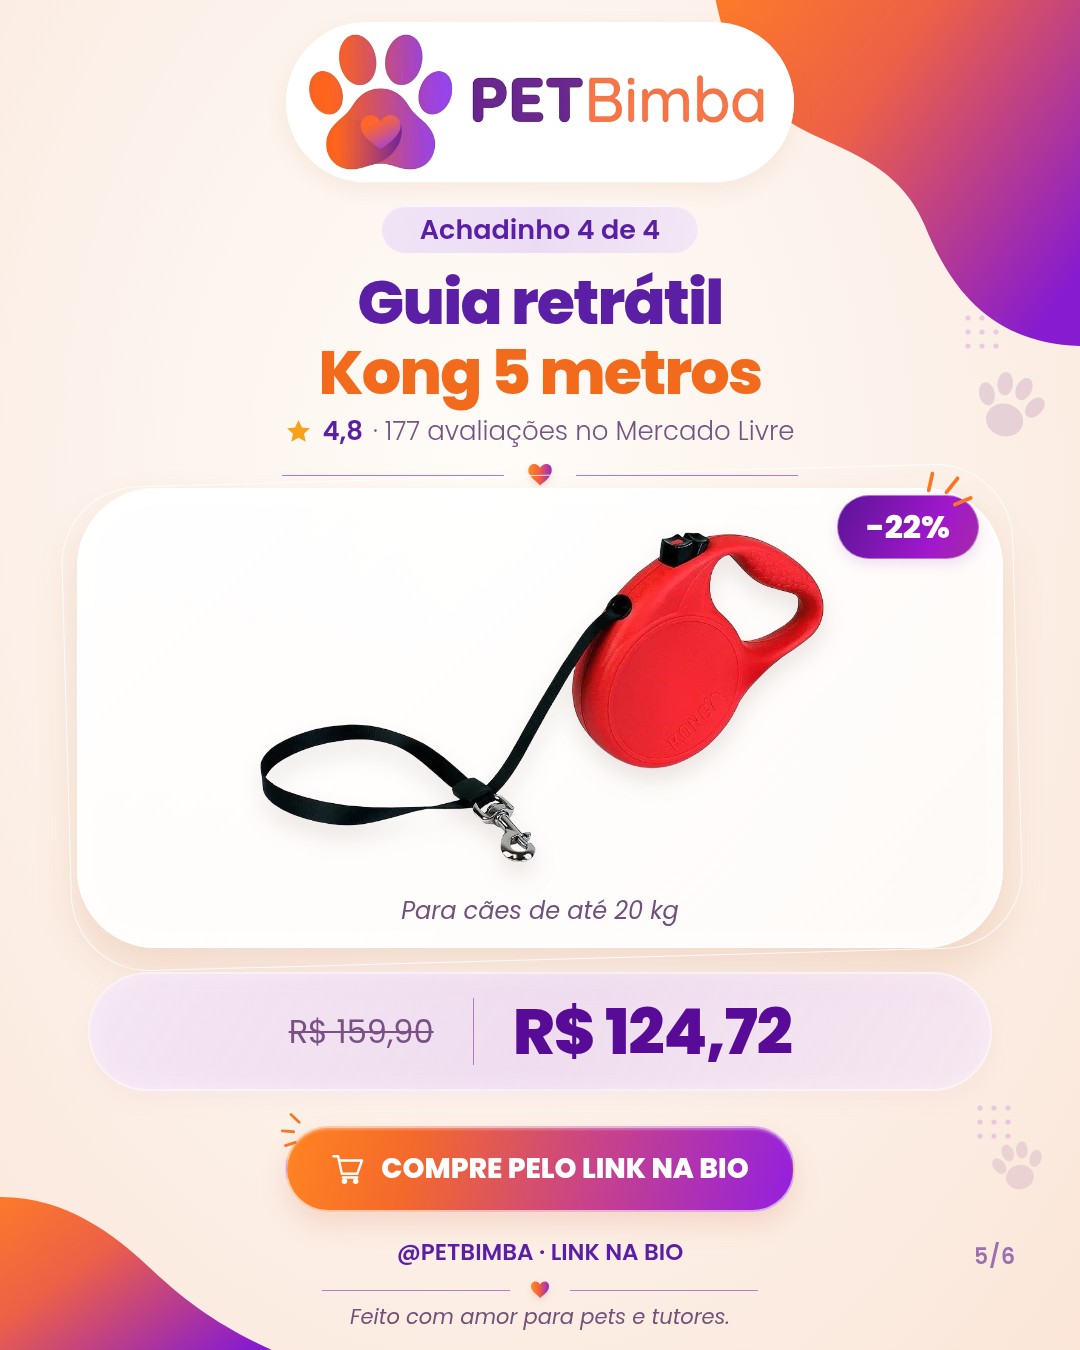 PETBimba
Achadinho 4 de 4
Guia retrátil
Kong 5 metros
4,8 · 177 avaliações no Mercado Livre
-22%
KONG
Para cães de até 20 kg
R$ 159,90
R$ 124,72
COMPRE PELO LINK NA BIO
@PETBIMBA · LINK NA BIO
5/6
Feito com amor para pets e tutores.